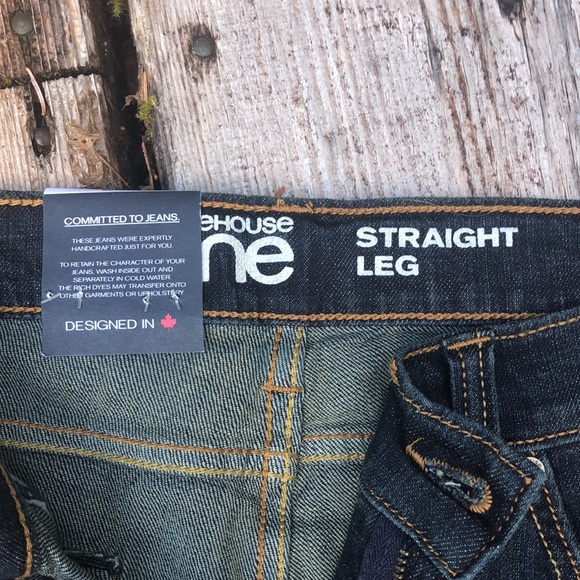 COMMITTED TO JEANS.
THESE JEANS WERE EXPERTLY
HANDCRAFTED JUST FOR YOU.
TO RETAIN THE CHARACTER OF YOUR
JEANS, WASH INSIDE OUT AND
SEPARATELY IN COLD WATER.
THE RICH DYES MAY TRANSFER ONTO
OTHER GARMENTS OR UPHOLSTERY.
DESIGNED IN
EHOUSE
ne
STRAIGHT
LEG